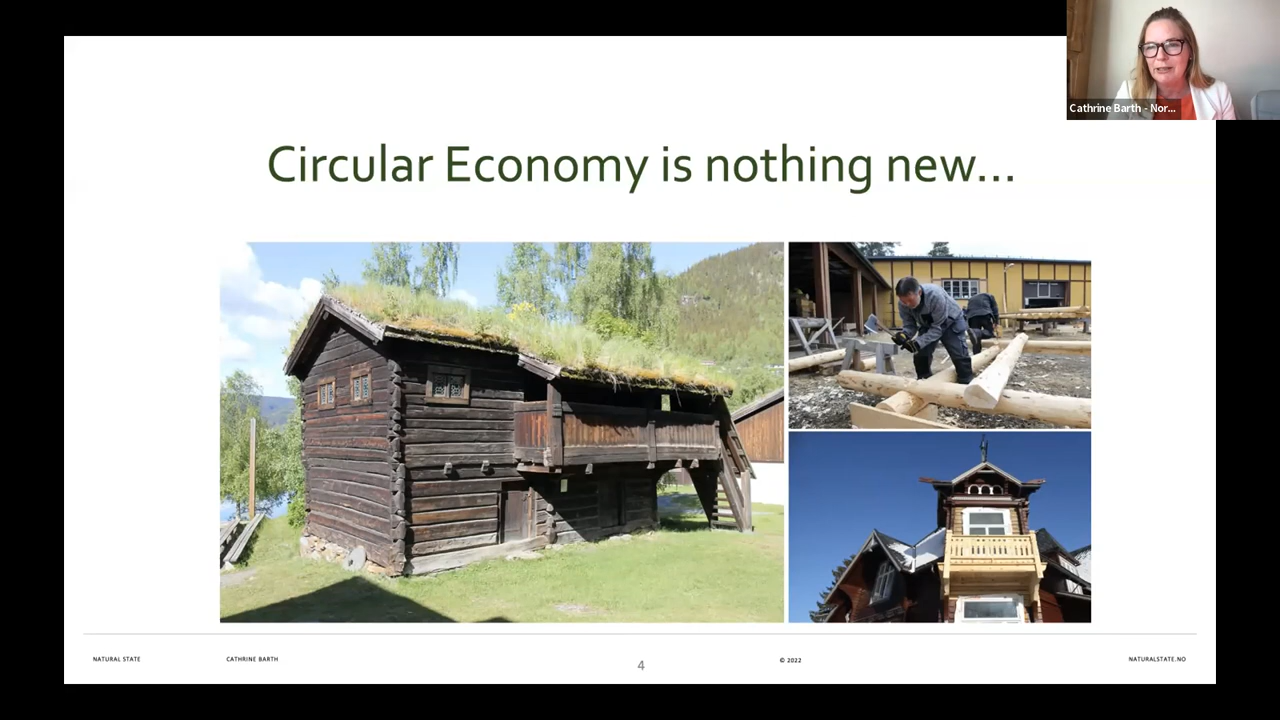 Cathrine Barth - Nor...
Circular Economy is nothing new...
NATURAL STATE
CATHRINE BARTH
4
© 2022
NATURALSTATE.NO